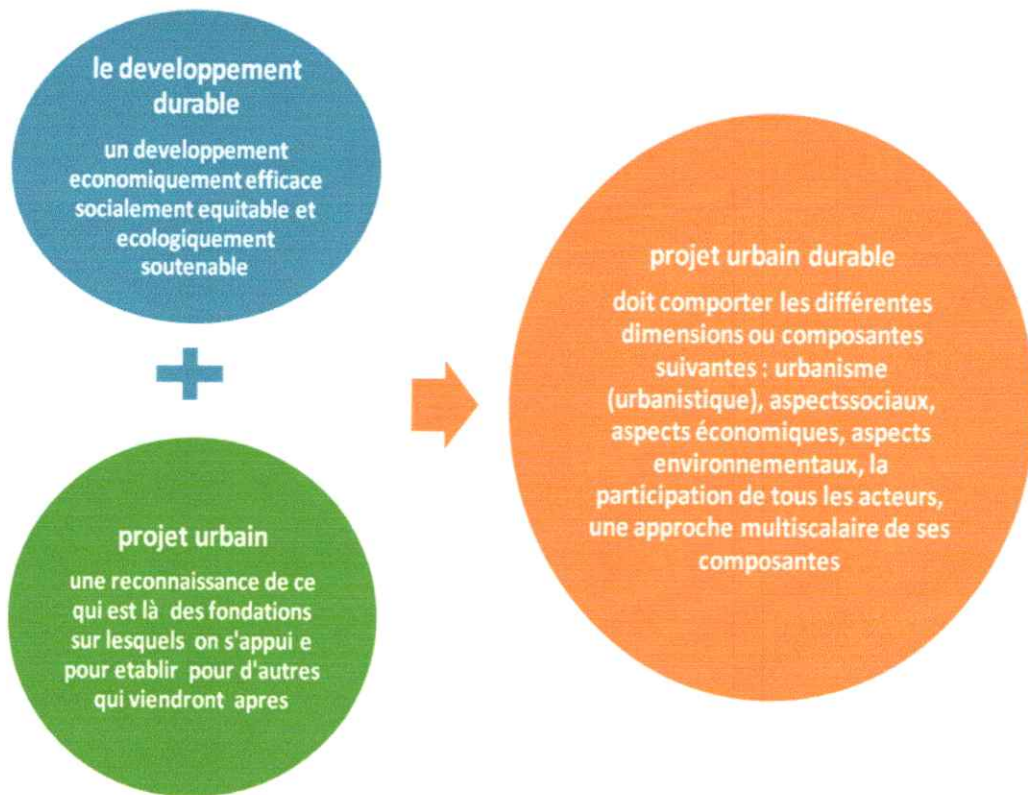 le developpement
durable
un developpement
economiquement efficace
socialement equitable et
ecologiquement
soutenable
projet urbain
une reconnaissance de ce
qui est là des fondations
sur lesquels on s'appui e
pour etablir pour d'autres
qui viendront apres
projet urbain durable
doit comporter les différentes
dimensions ou composantes
suivantes : urbanisme
(urbanistique), aspectssociaux,
aspects économiques, aspects
environnementaux, la
participation de tous les acteurs,
une approche multiscalaire de ses
composantes